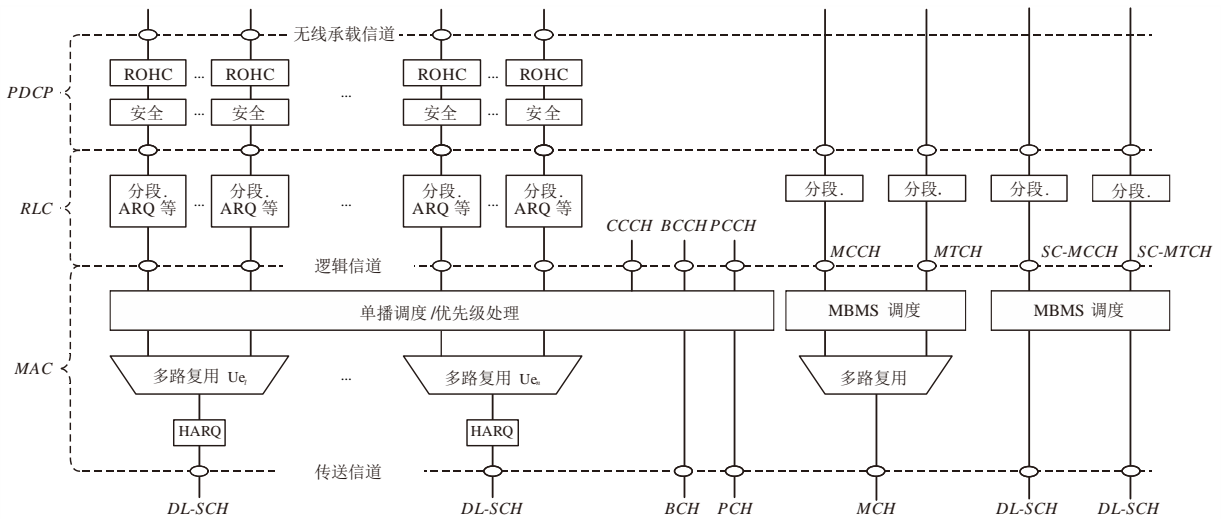 无线承载信道
ROHC ... ROHC ... ROHC ... ROHC
PDCP
安全 ... 安全 ... 安全 ... 安全
分段. 分段. 分段. 分段. 分段. 分段. 分段. 分段.
RLC ARQ 等 ... ARQ 等 ... ARQ 等 ... ARQ 等
CCCH BCCH PCCH
MCCH MTCH SC-MCCH SC-MTCH
逻辑信道
单播调度/优先级处理 MBMS 调度 MBMS 调度
MAC 多路复用 Ue₁ ... 多路复用 Ueₙ 多路复用
HARQ HARQ
传送信道
DL-SCH DL-SCH BCH PCH MCH DL-SCH DL-SCH